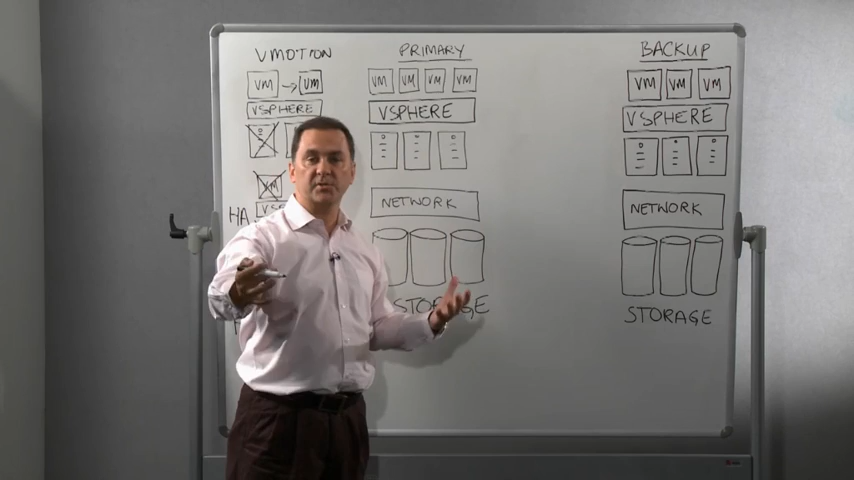 VMOTION
VM → VM
VSPHERE
VM
HA
PRIMARY
VM VM VM VM
VSPHERE
NETWORK
STORAGE
BACKUP
VM VM VM
VSPHERE
NETWORK
STORAGE